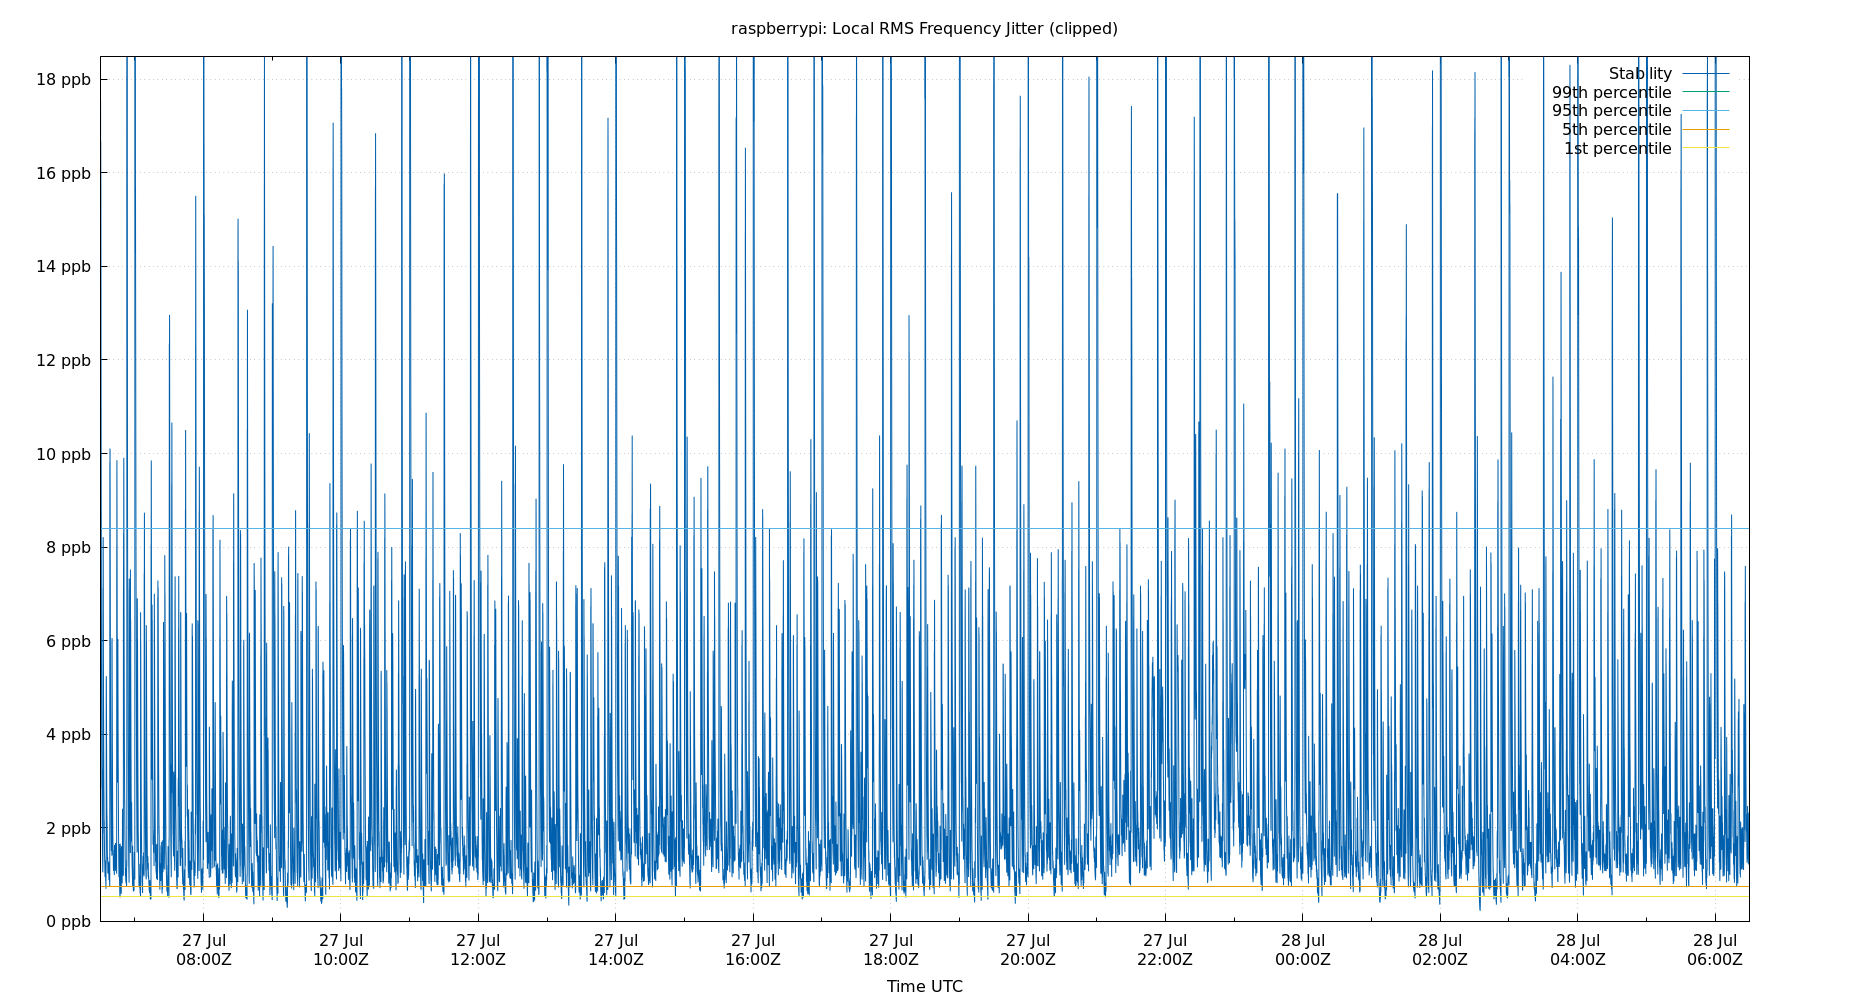 raspberrypi: Local RMS Frequency Jitter (clipped)
18 ppb
16 ppb
14 ppb
12 ppb
10 ppb
8 ppb
6 ppb
4 ppb
2 ppb
0 ppb
Stability
99th percentile
95th percentile
5th percentile
1st percentile
27 Jul 27 Jul 27 Jul 27 Jul 27 Jul 27 Jul 27 Jul 27 Jul 28 Jul 28 Jul 28 Jul 28 Jul
08:00Z 10:00Z 12:00Z 14:00Z 16:00Z 18:00Z 20:00Z 22:00Z 00:00Z 02:00Z 04:00Z 06:00Z
Time UTC